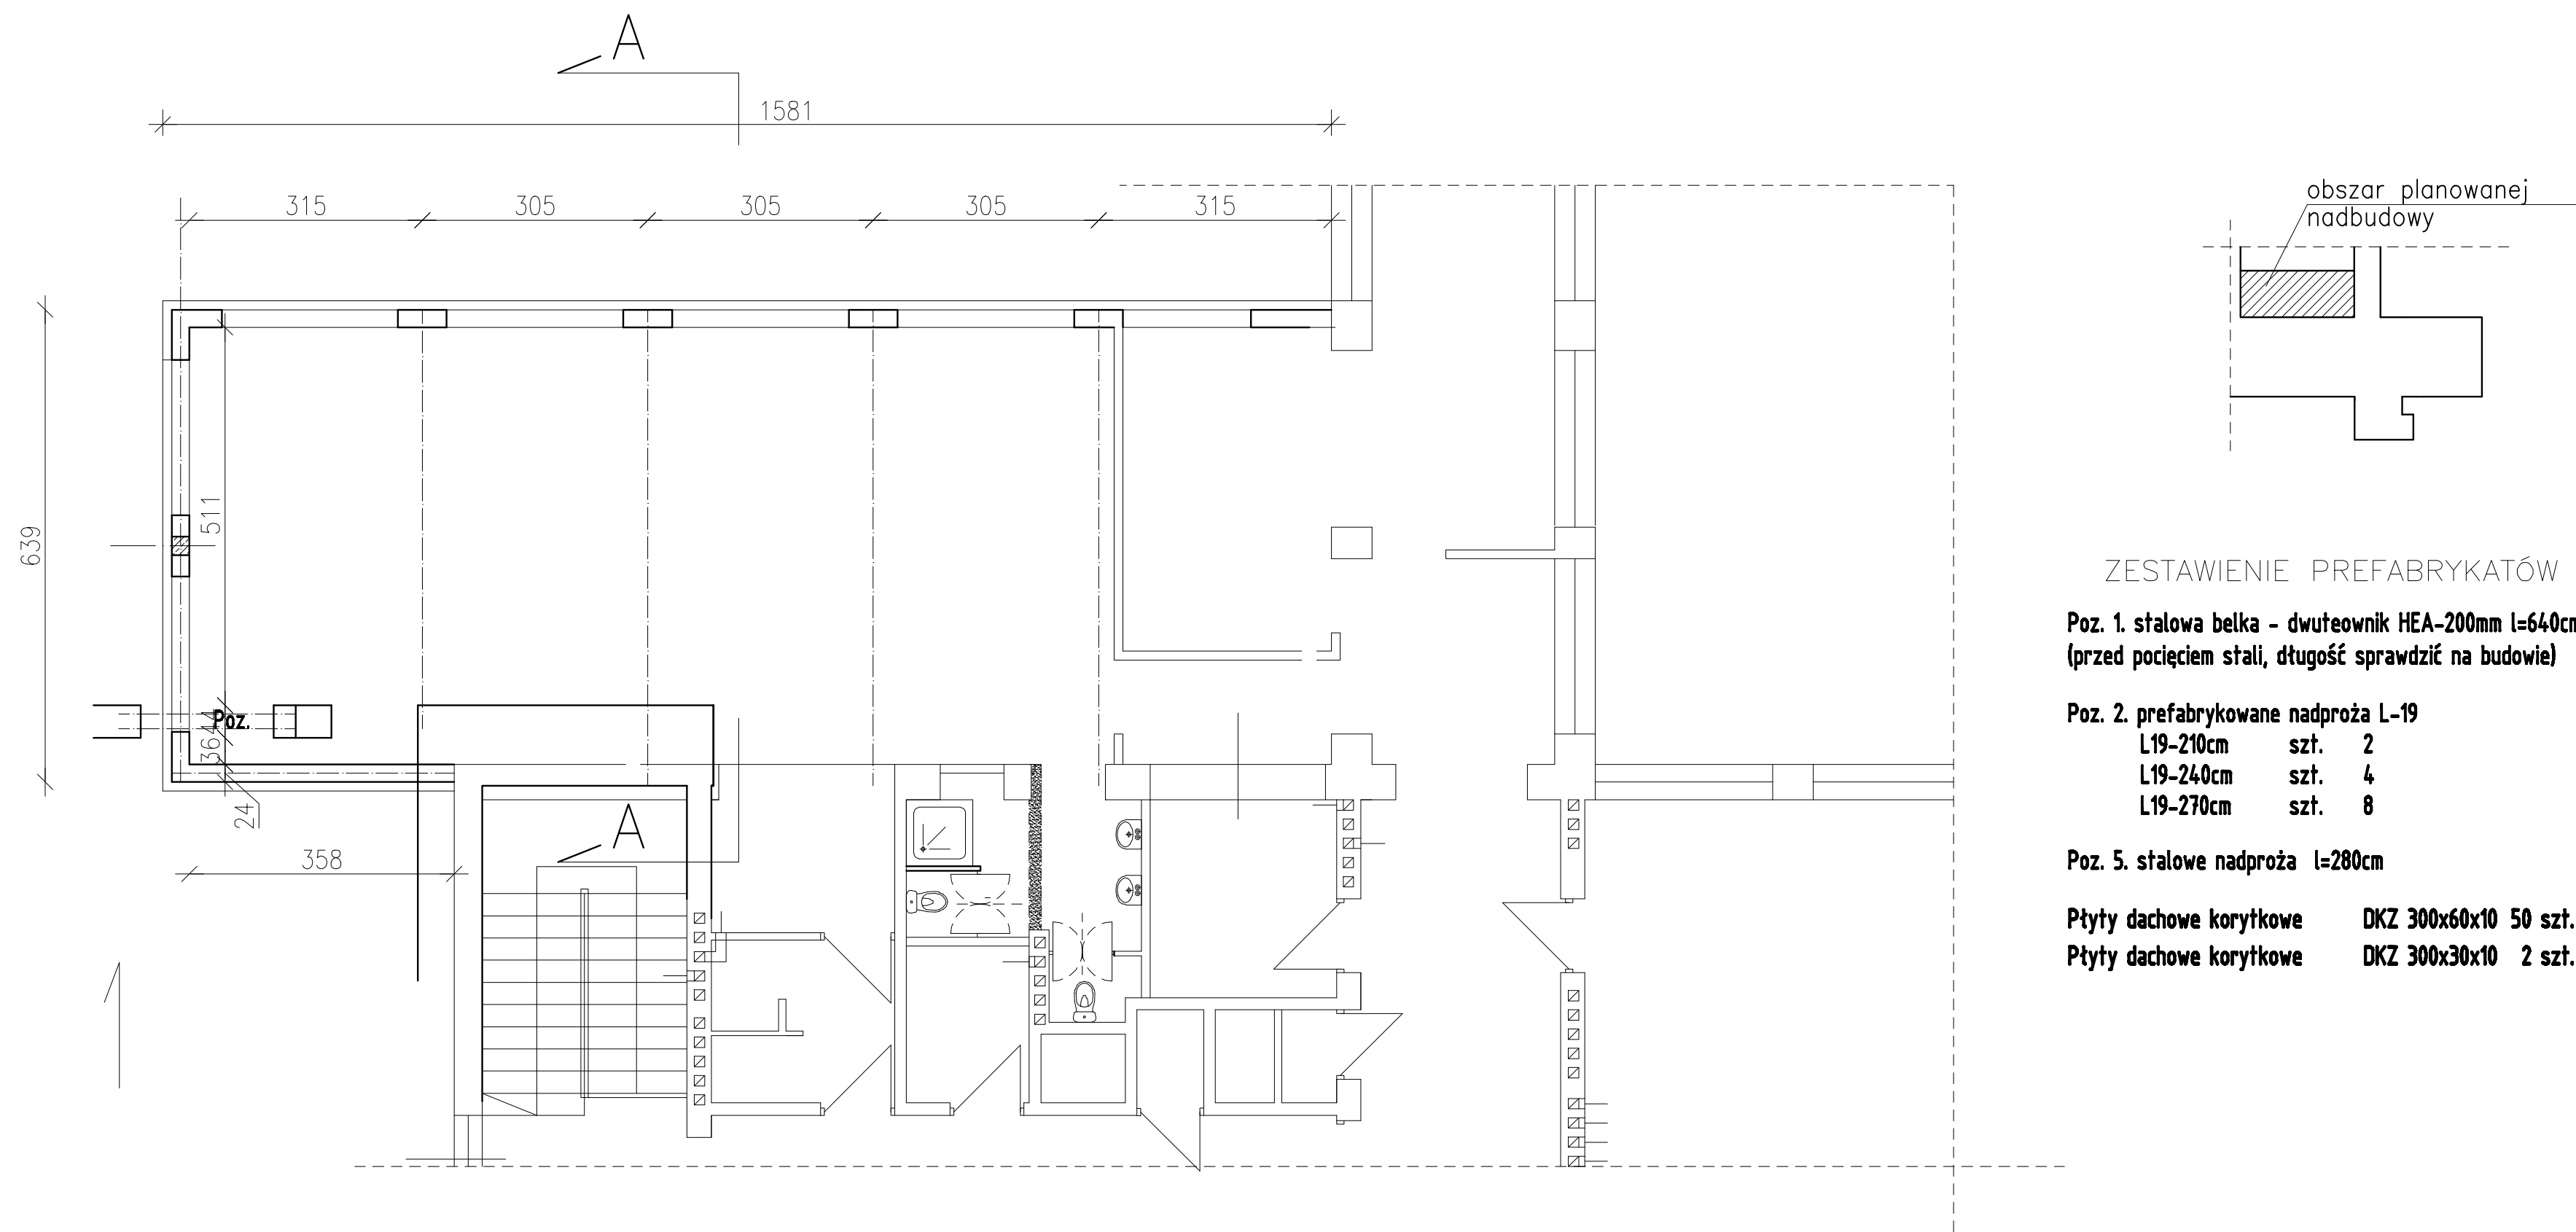 A
1581
315 305 305 305 315
obszar planowanej
nadbudowy
511
639
ZESTAWIENIE PREFABRYKATÓW
Poz. 1. stalowa belka - dwuteownik HEA-200mm l=640cm
(przed pocięciem stali, długość sprawdzić na budowie)
Poz. 2. prefabrykowane nadproża L-19
L19-210cm szt. 2
L19-240cm szt. 4
L19-270cm szt. 8
Poz. 5. stalowe nadproża l=280cm
Płyty dachowe korytkowe DKZ 300x60x10 50 szt.
Płyty dachowe korytkowe DKZ 300x30x10 2 szt.
Poz.
36
24
A
358